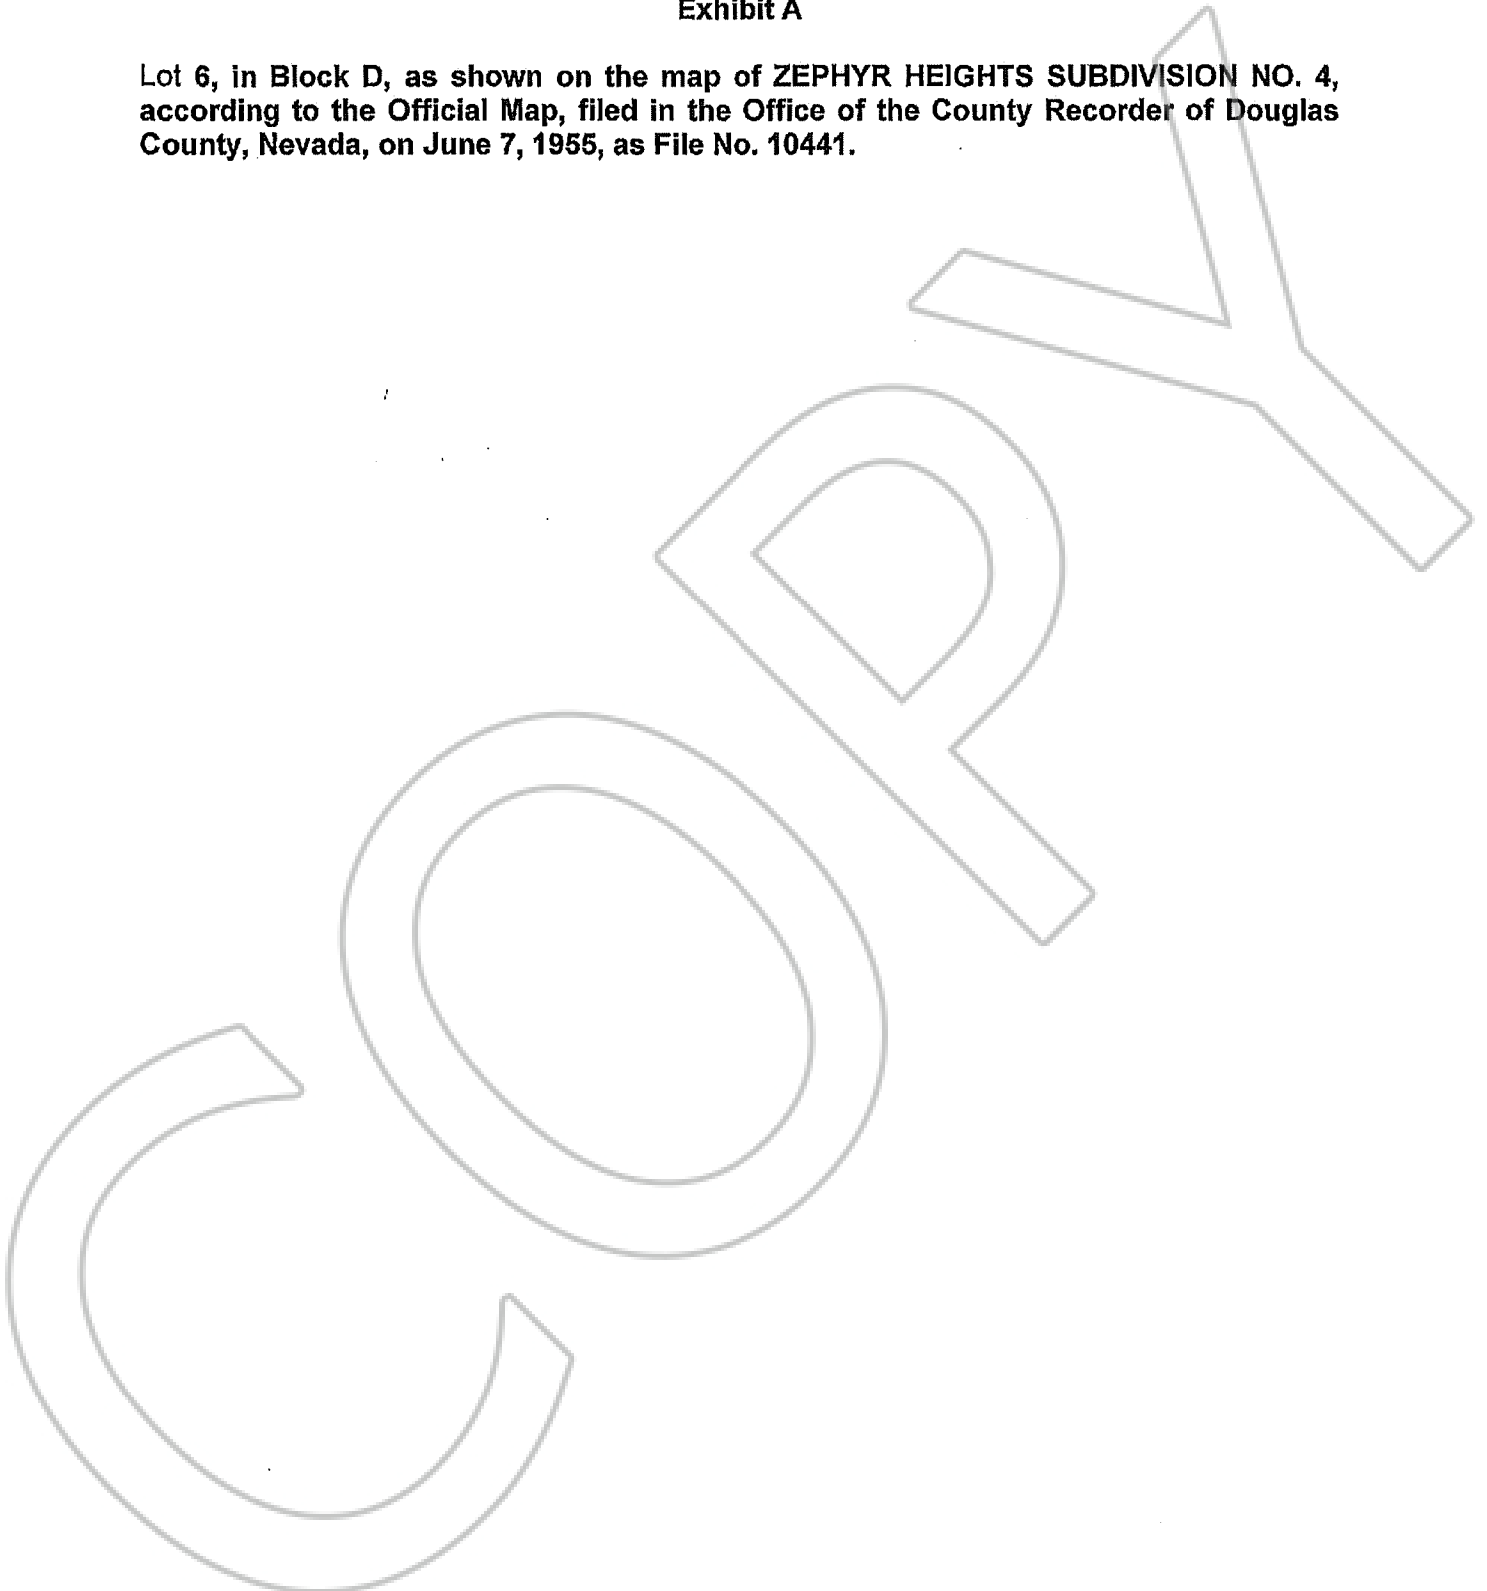 Exhibit A
Lot 6, in Block D, as shown on the map of ZEPHYR HEIGHTS SUBDIVISION NO. 4,
according to the Official Map, filed in the Office of the County Recorder of Douglas
County, Nevada, on June 7, 1955, as File No. 10441.
COPY